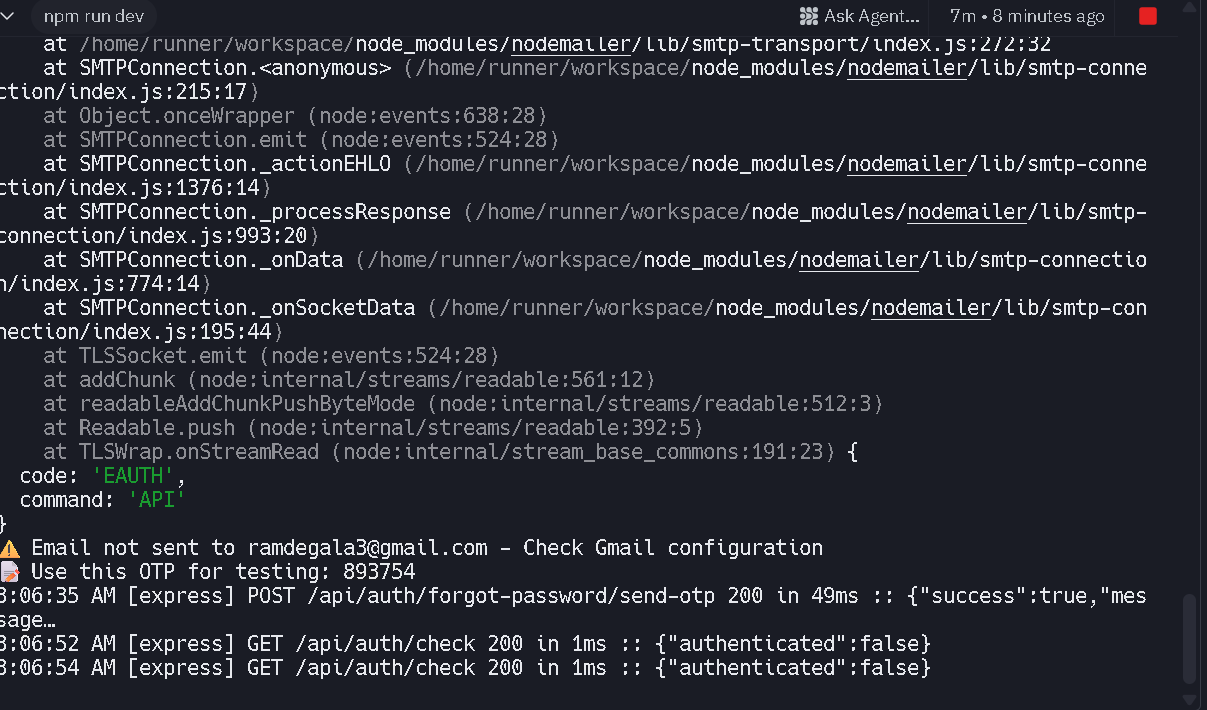 npm run dev
Ask Agent... 7m • 8 minutes ago
at /home/runner/workspace/node_modules/nodemailer/lib/smtp-transport/index.js:272:32
at SMTPConnection.<anonymous> (/home/runner/workspace/node_modules/nodemailer/lib/smtp-conne
ction/index.js:215:17)
at Object.onceWrapper (node:events:638:28)
at SMTPConnection.emit (node:events:524:28)
at SMTPConnection._actionEHLO (/home/runner/workspace/node_modules/nodemailer/lib/smtp-conne
ction/index.js:1376:14)
at SMTPConnection._processResponse (/home/runner/workspace/node_modules/nodemailer/lib/smtp-
connection/index.js:993:20)
at SMTPConnection._onData (/home/runner/workspace/node_modules/nodemailer/lib/smtp-connectio
n/index.js:774:14)
at SMTPConnection._onSocketData (/home/runner/workspace/node_modules/nodemailer/lib/smtp-con
nection/index.js:195:44)
at TLSSocket.emit (node:events:524:28)
at addChunk (node:internal/streams/readable:561:12)
at readableAddChunkPushByteMode (node:internal/streams/readable:512:3)
at Readable.push (node:internal/streams/readable:392:5)
at TLSWrap.onStreamRead (node:internal/stream_base_commons:191:23) {
code: 'EAUTH',
command: 'API'
}
⚠️ Email not sent to ramdegala3@gmail.com - Check Gmail configuration
📝 Use this OTP for testing: 893754
8:06:35 AM [express] POST /api/auth/forgot-password/send-otp 200 in 49ms :: {"success":true,"mes
sage…
8:06:52 AM [express] GET /api/auth/check 200 in 1ms :: {"authenticated":false}
8:06:54 AM [express] GET /api/auth/check 200 in 1ms :: {"authenticated":false}